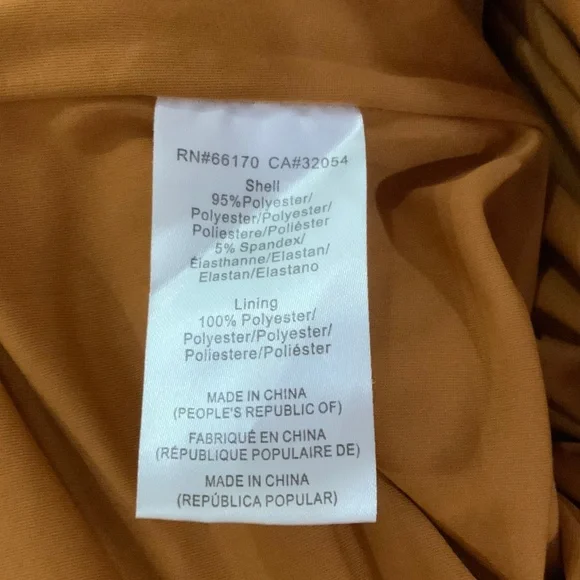 RN#66170 CA#32054
Shell
95%Polyester/
Polyester/Polyester/
Poliestere/Poliéster
5% Spandex/
Élasthanne/Elastan/
Elastan/Elastano
Lining
100% Polyester/
Polyester/Polyester/
Poliestere/Poliéster
MADE IN CHINA
(PEOPLE'S REPUBLIC OF)
FABRIQUÉ EN CHINA
(RÉPUBLIQUE POPULAIRE DE)
MADE IN CHINA
(REPÚBLICA POPULAR)